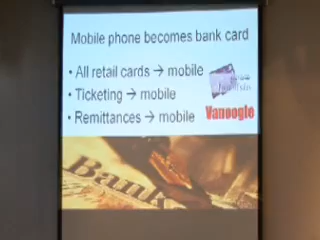 Mobile phone becomes bank card
• All retail cards → mobile
• Ticketing → mobile
• Remittances → mobile
Vanoogle
Bank